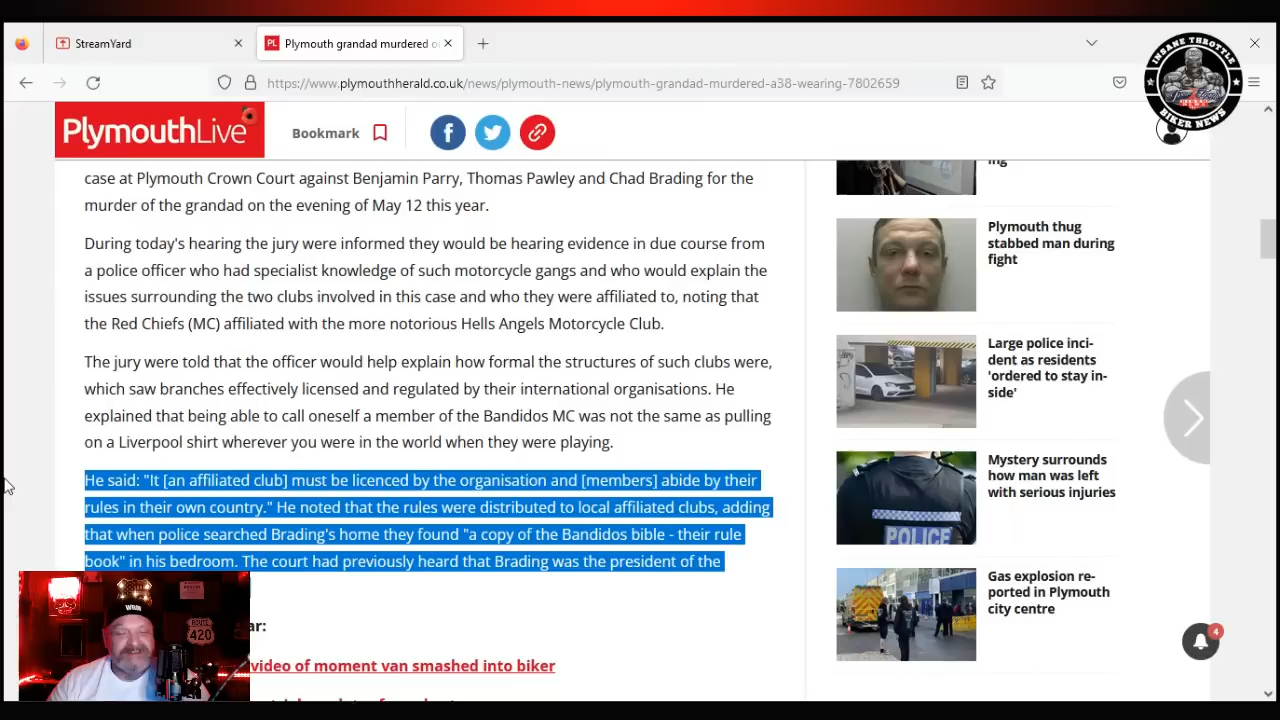 StreamYard
PL
Plymouth grandad murdered o
https://www.plymouthherald.co.uk/news/plymouth-news/plymouth-grandad-murdered-a38-wearing-7802659
INSANE THROTTLE
BIKER NEWS
PlymouthLive
Bookmark
case at Plymouth Crown Court against Benjamin Parry, Thomas Pawley and Chad Brading for the
murder of the grandad on the evening of May 12 this year.
During today's hearing the jury were informed they would be hearing evidence in due course from
a police officer who had specialist knowledge of such motorcycle gangs and who would explain the
issues surrounding the two clubs involved in this case and who they were affiliated to, noting that
the Red Chiefs (MC) affiliated with the more notorious Hells Angels Motorcycle Club.
The jury were told that the officer would help explain how formal the structures of such clubs were,
which saw branches effectively licensed and regulated by their international organisations. He
explained that being able to call oneself a member of the Bandidos MC was not the same as pulling
on a Liverpool shirt wherever you were in the world when they were playing.
He said: "It [an affiliated club] must be licenced by the organisation and [members] abide by their
rules in their own country." He noted that the rules were distributed to local affiliated clubs, adding
that when police searched Brading's home they found "a copy of the Bandidos bible - their rule
book" in his bedroom. The court had previously heard that Brading was the president of the
ar:
video of moment van smashed into biker
ing
Plymouth thug
stabbed man during
fight
Large police inci-
dent as residents
'ordered to stay in-
side'
Mystery surrounds
how man was left
with serious injuries
POLICE
Gas explosion re-
ported in Plymouth
city centre
4
ROUTE
420